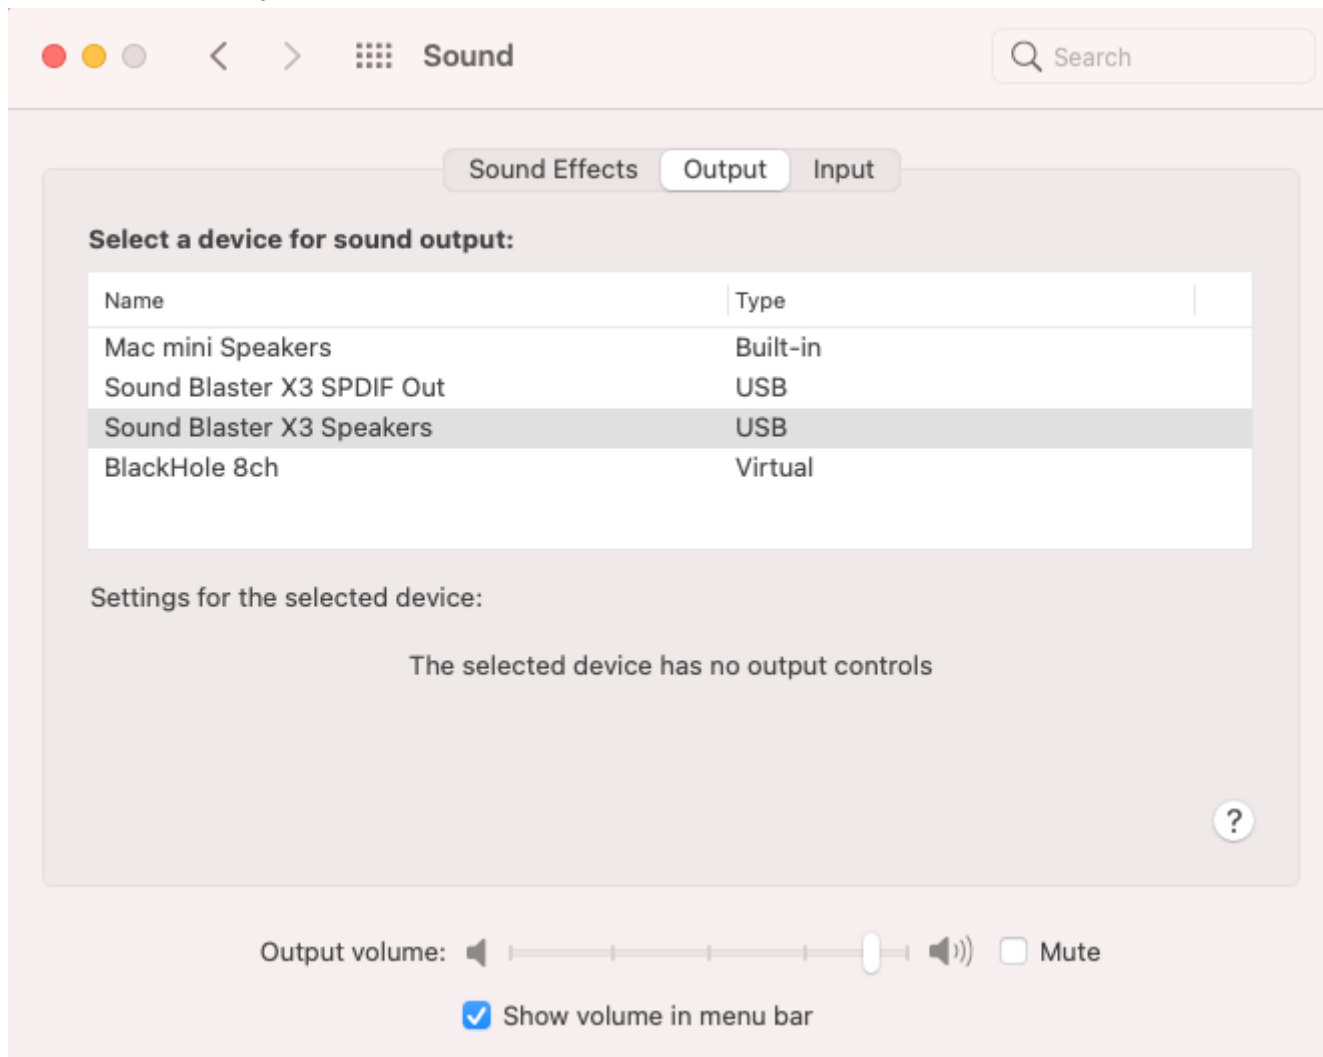 Sound
Search
Sound Effects Output Input
Select a device for sound output:
Name Type
Mac mini Speakers Built-in
Sound Blaster X3 SPDIF Out USB
Sound Blaster X3 Speakers USB
BlackHole 8ch Virtual
Settings for the selected device:
The selected device has no output controls
?
Output volume: Mute
Show volume in menu bar